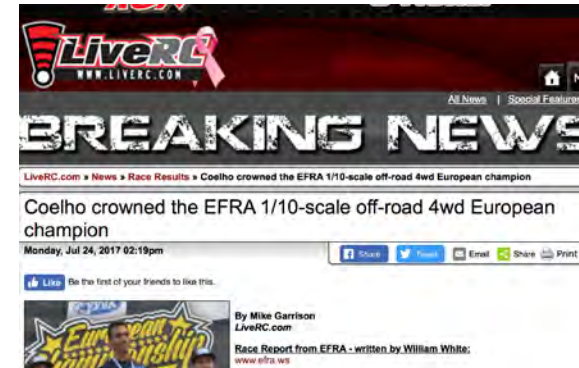 LiveRC
WWW.LIVERC.COM
All News | Special Features
BREAKING NEWS
LiveRC.com » News » Race Results » Coelho crowned the EFRA 1/10-scale off-road 4wd European champion
Coelho crowned the EFRA 1/10-scale off-road 4wd European
champion
Monday, Jul 24, 2017 02:19pm
Share Tweet Email Share Print
Like Be the first of your friends to like this.
By Mike Garrison
LiveRC.com
European
Championship
Race Report from EFRA - written by William White:
www.efra.ws